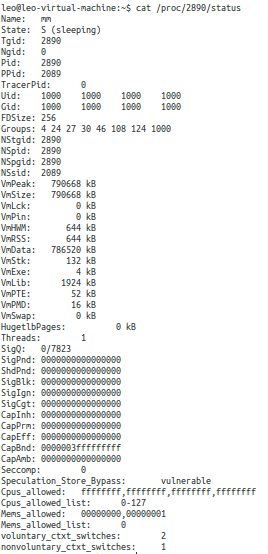 leo@leo-virtual-machine:~$ cat /proc/2890/status
Name:	mm
State:	S (sleeping)
Tgid:	2890
Ngid:	0
Pid:	2890
PPid:	2089
TracerPid:	0
Uid:	1000	1000	1000	1000
Gid:	1000	1000	1000	1000
FDSize:	256
Groups:	4 24 27 30 46 108 124 1000
NStgid:	2890
NSpid:	2890
NSpgid:	2890
NSsid:	2089
VmPeak:	790668 kB
VmSize:	790668 kB
VmLck:	0 kB
VmPin:	0 kB
VmHWM:	644 kB
VmRSS:	644 kB
VmData:	786520 kB
VmStk:	132 kB
VmExe:	4 kB
VmLib:	1924 kB
VmPTE:	52 kB
VmPMD:	16 kB
VmSwap:	0 kB
HugetlbPages:	0 kB
Threads:	1
SigQ:	0/7823
SigPnd:	0000000000000000
ShdPnd:	0000000000000000
SigBlk:	0000000000000000
SigIgn:	0000000000000000
SigCgt:	0000000000000000
CapInh:	0000000000000000
CapPrm:	0000000000000000
CapEff:	0000000000000000
CapBnd:	0000003fffffffff
CapAmb:	0000000000000000
Seccomp:	0
Speculation_Store_Bypass:	vulnerable
Cpus_allowed:	ffffffff,ffffffff,ffffffff,ffffffff
Cpus_allowed_list:	0-127
Mems_allowed:	00000000,00000001
Mems_allowed_list:	0
voluntary_ctxt_switches:	2
nonvoluntary_ctxt_switches:	1